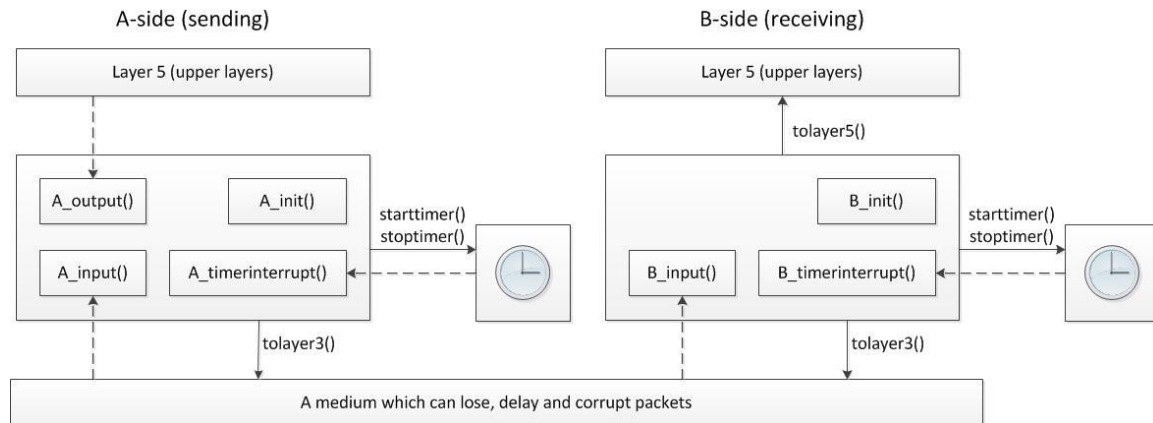 A-side (sending)
Layer 5 (upper layers)
A_output()
A_init()
starttimer()
stoptimer()
A_input()
A_timerinterrupt()
tolayer3()
B-side (receiving)
Layer 5 (upper layers)
tolayer5()
B_init()
starttimer()
stoptimer()
B_input()
B_timerinterrupt()
tolayer3()
A medium which can lose, delay and corrupt packets